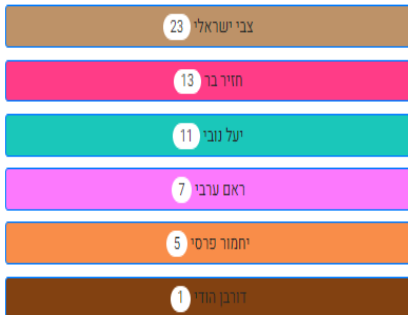 צבי ישראלי 23
חזיר בר 13
יעל נובי 11
ראם ערבי 7
יחמור פרסי 5
דורבן הודי 1